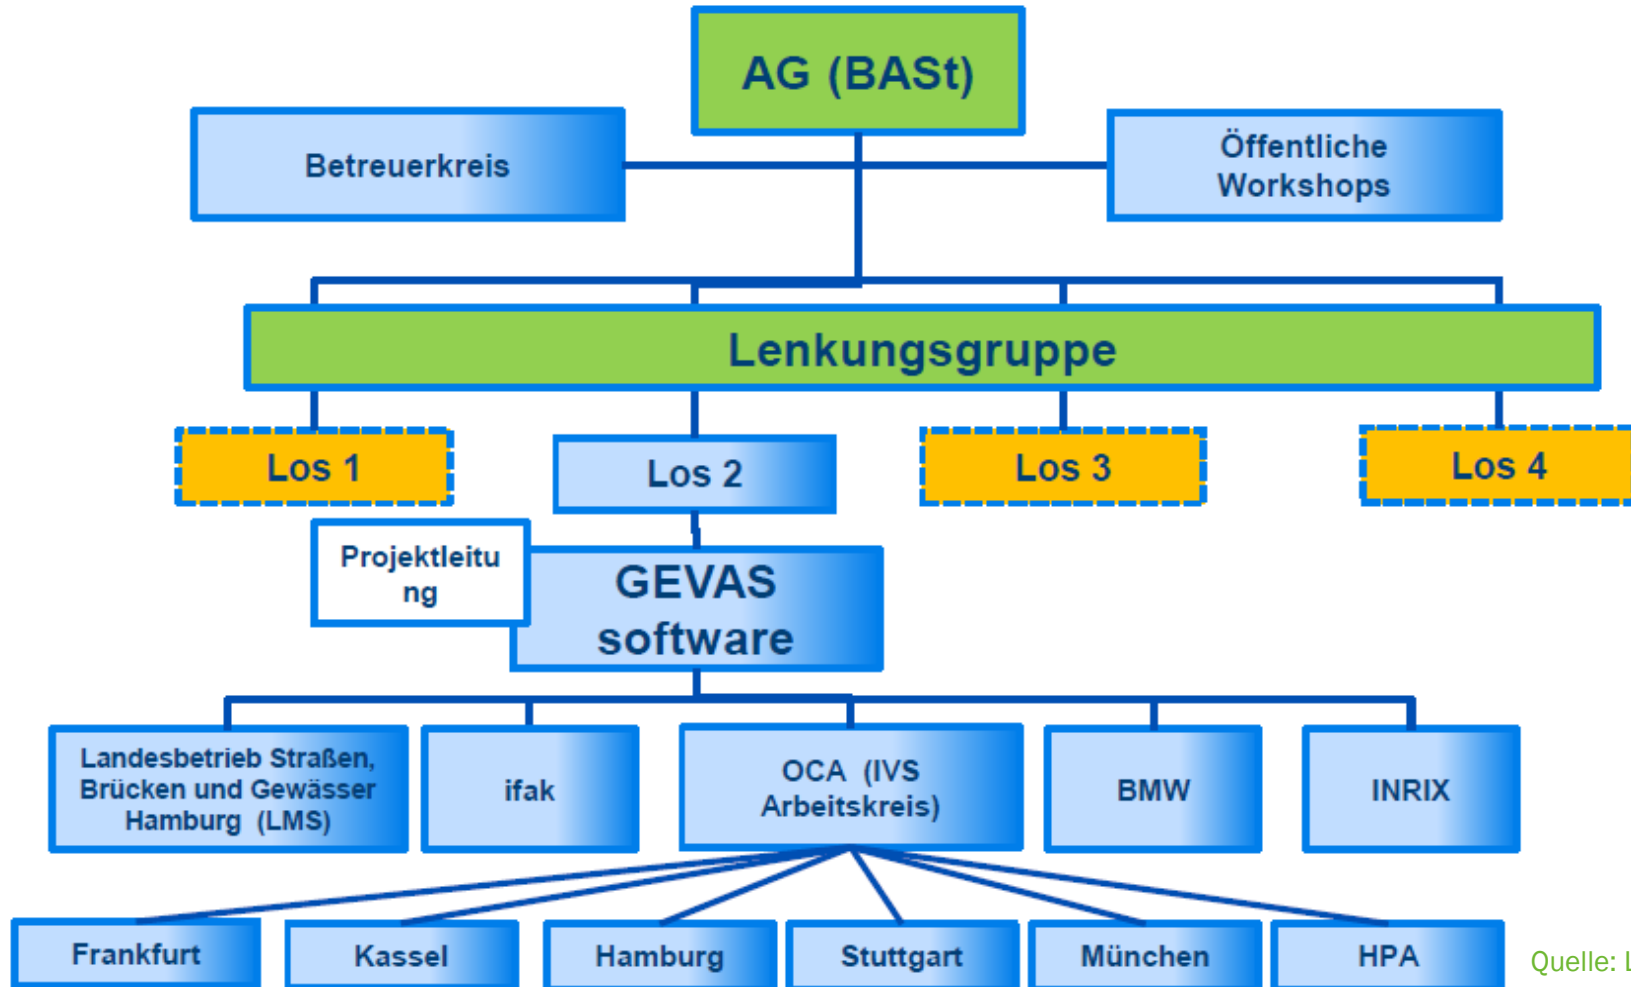 AG (BASt)
Betreuerkreis
Öffentliche
Workshops
Lenkungsgruppe
Los 1
Los 2
Los 3
Los 4
Projektleitu
ng
GEVAS
software
Landesbetrieb Straßen,
Brücken und Gewässer
Hamburg (LMS)
ifak
OCA (IVS
Arbeitskreis)
BMW
INRIX
Frankfurt
Kassel
Hamburg
Stuttgart
München
HPA
Quelle: